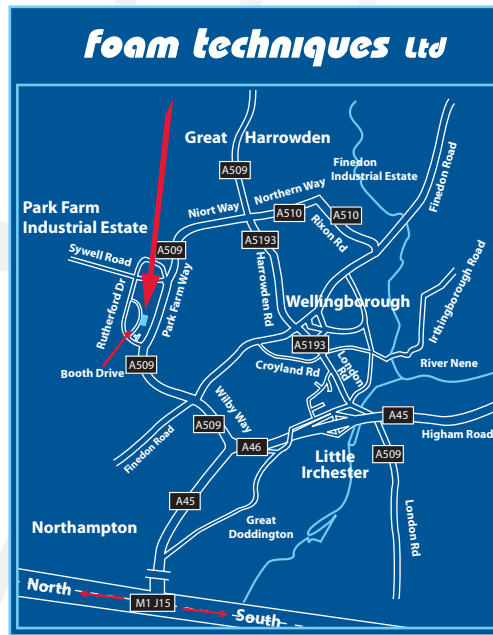 foam techniques Ltd
Great Harrowden
A509
Finedon
Industrial Estate
Finedon Road
Park Farm
Industrial Estate
Northern Way
Niort Way
A510
A510
Rixon Rd
A5193
A509
Sywell Road
Harrowden Rd
Irthingborough Road
Rutherford Dr
Park Farm Way
Wellingborough
A5193
River Nene
Booth Drive
A509
Croyland Rd
London
Rd
Wilby Way
A45
A509
Higham Road
Finedon Road
A46
Little
Irchester
A509
A45
Great
Doddington
London Rd
Northampton
North
M1 J15
South